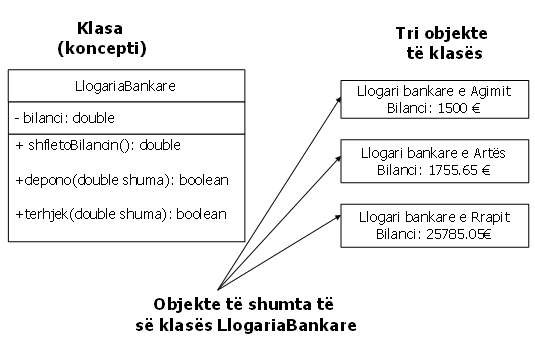 Klasa
(koncepti)
LlogariaBankare
- bilanci: double
+ shfletoBilancin(): double
+depono(double shuma): boolean
+terhjek(double shuma): boolean
Tri objekte
të klasës
Llogari bankare e Agimit
Bilanci: 1500 €
Llogari bankare e Artës
Bilanci: 1755.65 €
Llogari bankare e Rrapit
Bilanci: 25785.05€
Objekte të shumta të
së klasës LlogariaBankare